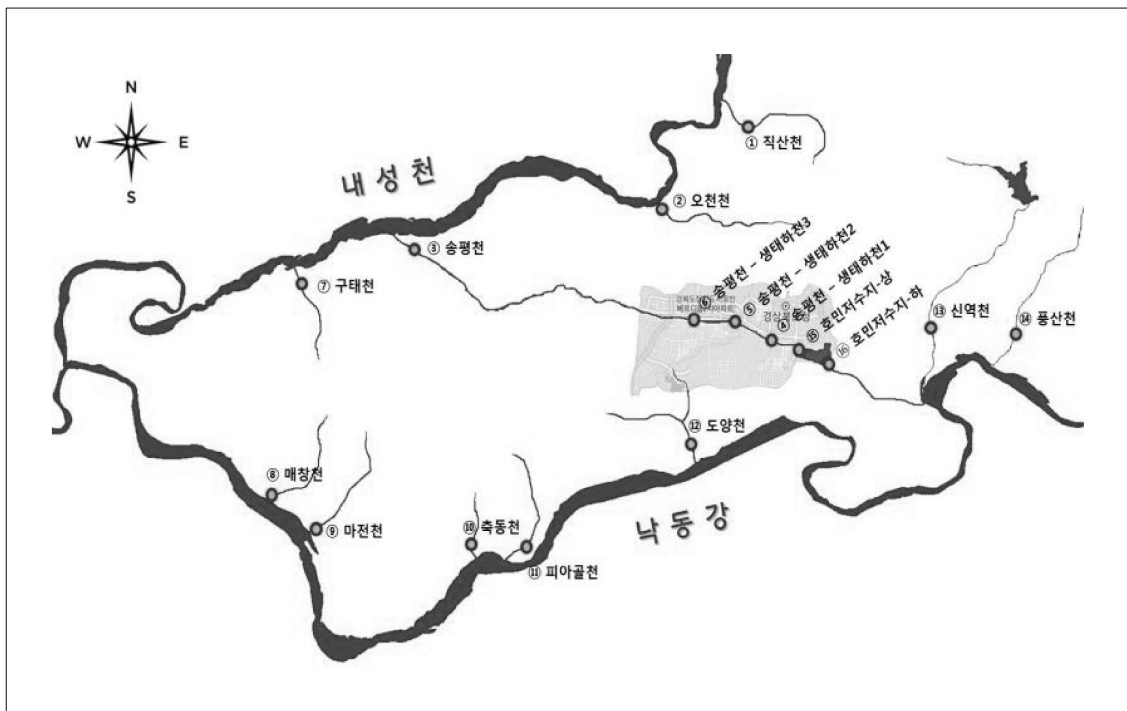 N
W
E
S
내성천
① 직산천
② 오천천
③ 송평천
⑥ 송평천 – 생태하천3
⑤ 송평천 – 생태하천2
④ 송평천 – 생태하천1
⑮ 호민저수지-상
⑯ 호민저수지-하
⑦ 구태천
⑬ 신역천
⑭ 풍산천
⑫ 도양천
⑧ 매창천
⑨ 마전천
⑩ 축동천
⑪ 피아골천
낙동강